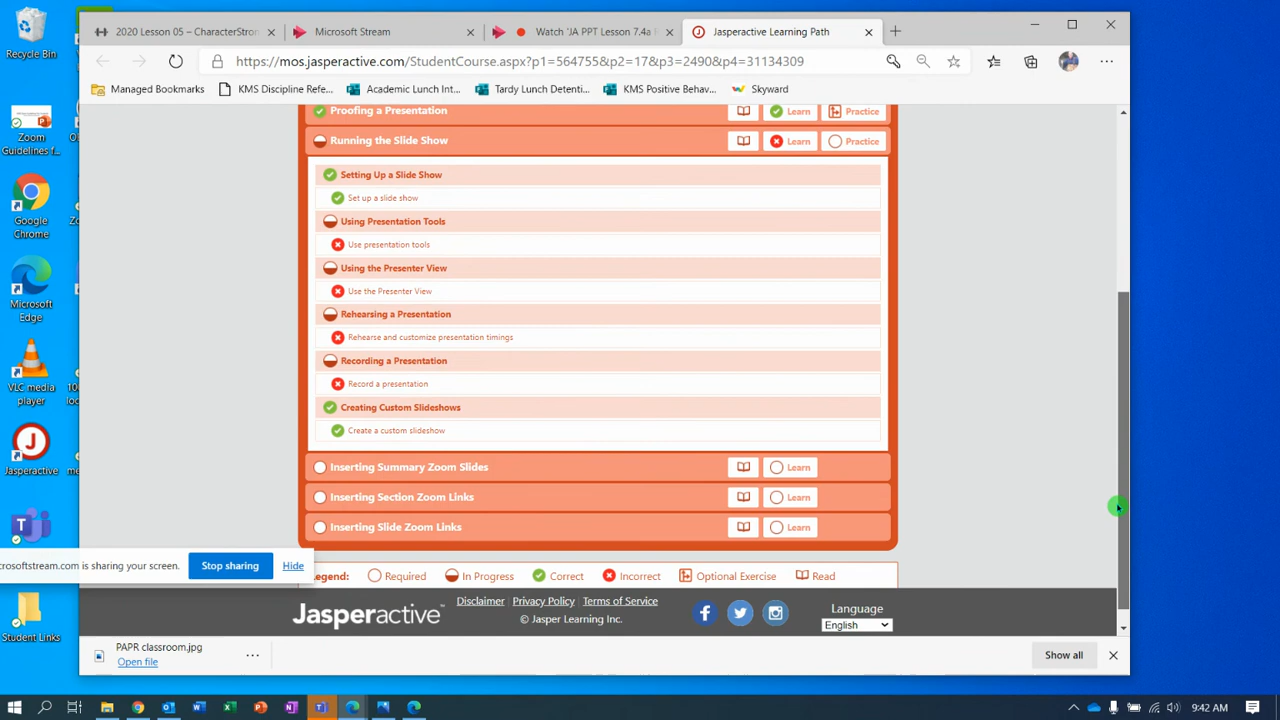 Recycle Bin
Zoom
Guidelines f...
Google
Chrome
Microsoft
Edge
VLC media
player
Jasperactive
Student Links
2020 Lesson 05 – CharacterStron
Microsoft Stream
Watch 'JA PPT Lesson 7.4a
Jasperactive Learning Path
https://mos.jasperactive.com/StudentCourse.aspx?p1=564755&p2=17&p3=2490&p4=31134309
Managed Bookmarks
KMS Discipline Refe...
Academic Lunch Int...
Tardy Lunch Detenti...
KMS Positive Behav...
Skyward
Proofing a Presentation
Learn
Practice
Running the Slide Show
Learn
Practice
Setting Up a Slide Show
Set up a slide show
Using Presentation Tools
Use presentation tools
Using the Presenter View
Use the Presenter View
Rehearsing a Presentation
Rehearse and customize presentation timings
Recording a Presentation
Record a presentation
Creating Custom Slideshows
Create a custom slideshow
Inserting Summary Zoom Slides
Learn
Inserting Section Zoom Links
Learn
Inserting Slide Zoom Links
Learn
crosoftstream.com is sharing your screen.
Stop sharing
Hide
Legend:
Required
In Progress
Correct
Incorrect
Optional Exercise
Read
Jasperactive™
Disclaimer
Privacy Policy
Terms of Service
© Jasper Learning Inc.
Language
English
PAPR classroom.jpg
Open file
Show all
9:42 AM